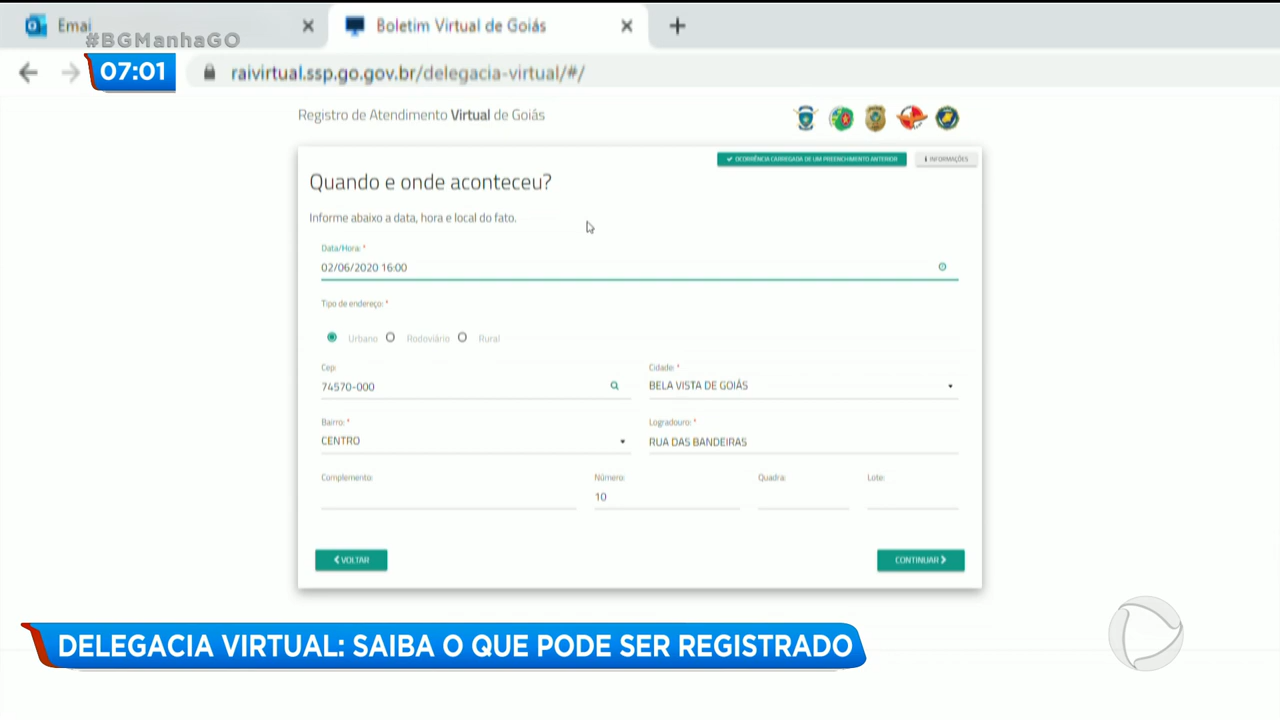 Emai
Boletim Virtual de Goiás
#BGManhaGO
07:01
raivirtual.ssp.go.gov.br/delegacia-virtual/#/
Registro de Atendimento Virtual de Goiás
OCORRÊNCIA CARREGADA DE UM PREENCHIMENTO ANTERIOR
INFORMAÇÕES
Quando e onde aconteceu?
Informe abaixo a data, hora e local do fato.
Data/Hora: *
02/06/2020 16:00
Tipo de endereço: *
Urbano Rodoviário Rural
Cep: Cidade: *
74570-000 BELA VISTA DE GOIÁS
Bairro: * Logradouro: *
CENTRO RUA DAS BANDEIRAS
Complemento: Número: Quadra: Lote:
10
VOLTAR CONTINUAR
DELEGACIA VIRTUAL: SAIBA O QUE PODE SER REGISTRADO